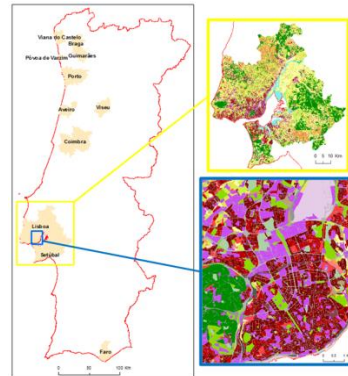 Viana do Castelo
Braga
Guimarães
Póvoa de Varzim
Porto
Aveiro
Viseu
Coimbra
Lisboa
Setúbal
Faro